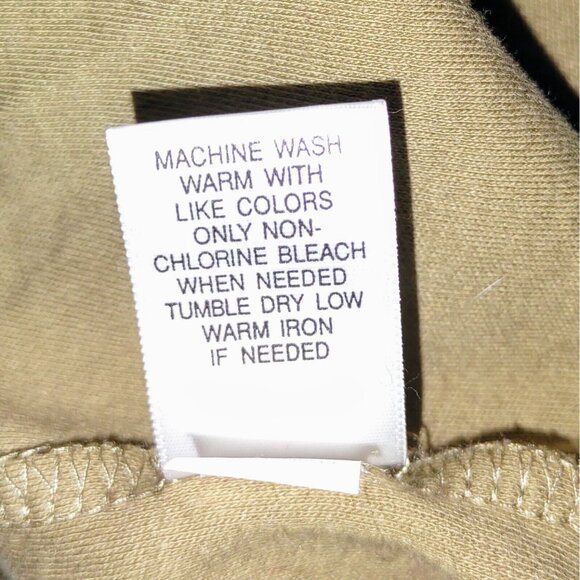 MACHINE WASH
WARM WITH
LIKE COLORS
ONLY NON-
CHLORINE BLEACH
WHEN NEEDED
TUMBLE DRY LOW
WARM IRON
IF NEEDED